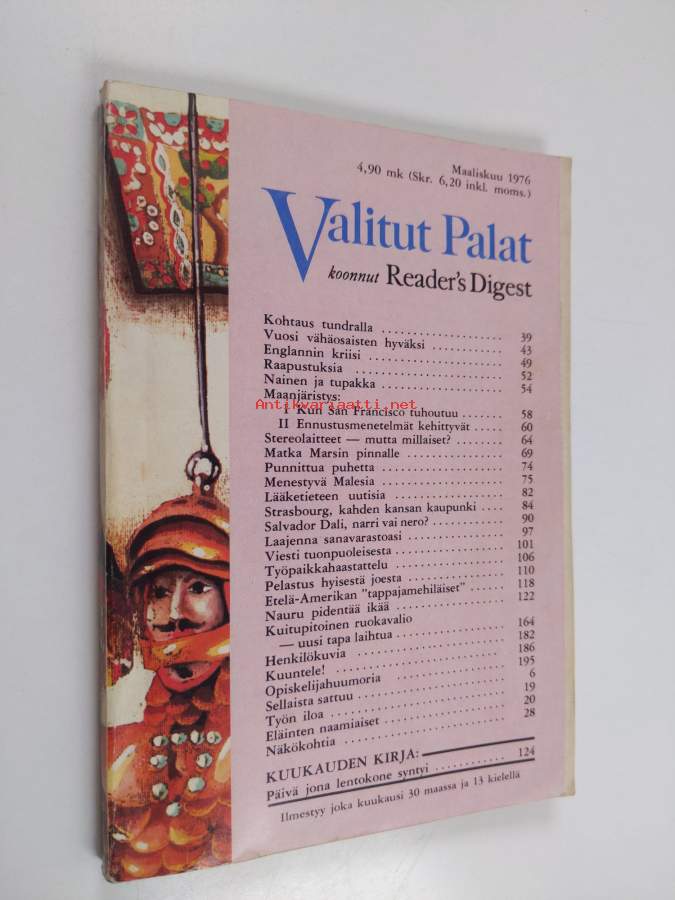 Maaliskuu 1976
4,90 mk (Skr. 6,20 inkl. moms.)
Valitut Palat
koonnut Reader's Digest
Kohtaus tundralla .................... 39
Vuosi vähäosaisten hyväksi ............ 43
Englannin kriisi ...................... 49
Raapustuksia ......................... 52
Nainen ja tupakka ..................... 54
Maanjäristys:
Antikvariaatti.net
I Kun San Francisco tuhoutuu ....... 58
II Ennustusmenetelmät kehittyvät ..... 60
Stereolaitteet — mutta millaiset? ........ 64
Matka Marsin pinnalle ................. 69
Punnittua puhetta ..................... 74
Menestyvä Malesia ..................... 75
Lääketieteen uutisia ................... 82
Strasbourg, kahden kansan kaupunki .... 84
Salvador Dali, narri vai nero? ........... 90
Laajenna sanavarastoasi ................ 97
Viesti tuonpuoleisesta ................. 101
Työpaikkahaastattelu .................. 106
Pelastus hyisestä joesta ................ 110
Etelä-Amerikan "tappajamehiläiset" ..... 118
Nauru pidentää ikää ................... 122
Kuitupitoinen ruokavalio
— uusi tapa laihtua ................ 164
Henkilökuvia ........................ 182
Kuuntele! ........................... 186
Opiskelijahuumoria ................... 195
Sellaista sattuu ....................... 6
Työn iloa ............................ 19
Eläinten naamiaiset ................... 20
Näkökohtia .......................... 28
KUUKAUDEN KIRJA:
Päivä jona lentokone syntyi ............ 124
Ilmestyy joka kuukausi 30 maassa ja 13 kielellä